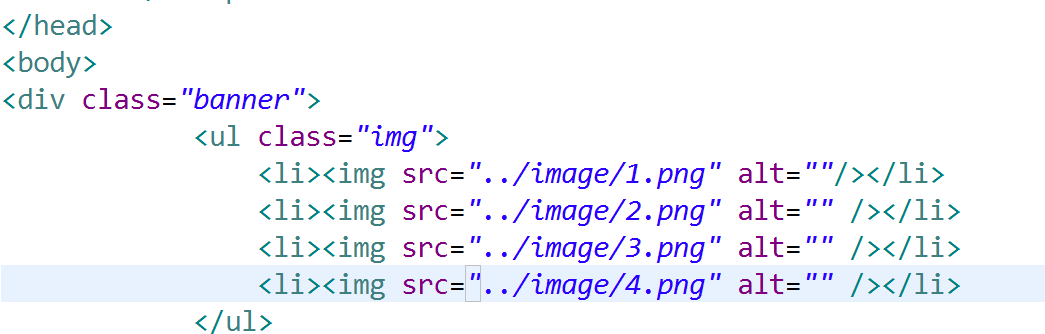 </head>
<body>
<div class="banner">
<ul class="img">
<li><img src="../image/1.png" alt=""/></li>
<li><img src="../image/2.png" alt="" /></li>
<li><img src="../image/3.png" alt="" /></li>
<li><img src="../image/4.png" alt="" /></li>
</ul>